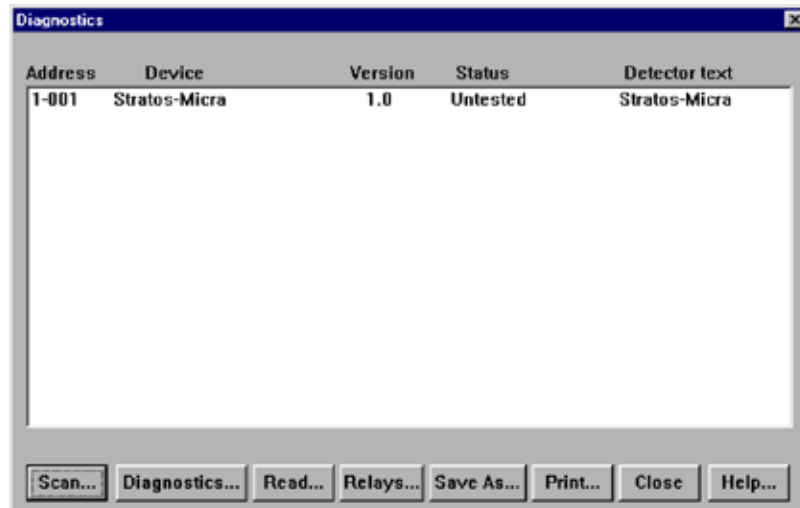 Diagnostics
Address Device Version Status Detector text
1-001 Stratos-Micra 1.0 Untested Stratos-Micra
Scan... Diagnostics... Read... Relays... Save As... Print... Close Help...